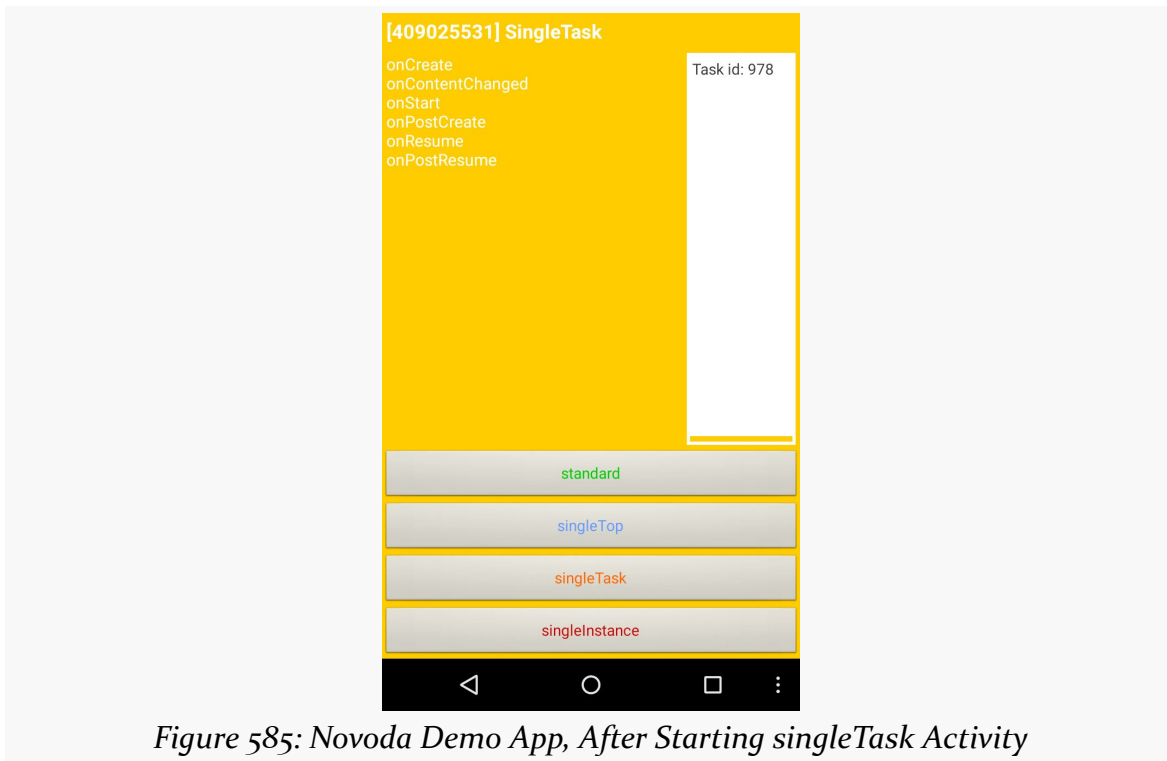 [409025531] SingleTask
onCreate
onContentChanged
onStart
onPostCreate
onResume
onPostResume
Task id: 978
standard
singleTop
singleTask
singleInstance
Figure 585: Novoda Demo App, After Starting singleTask Activity